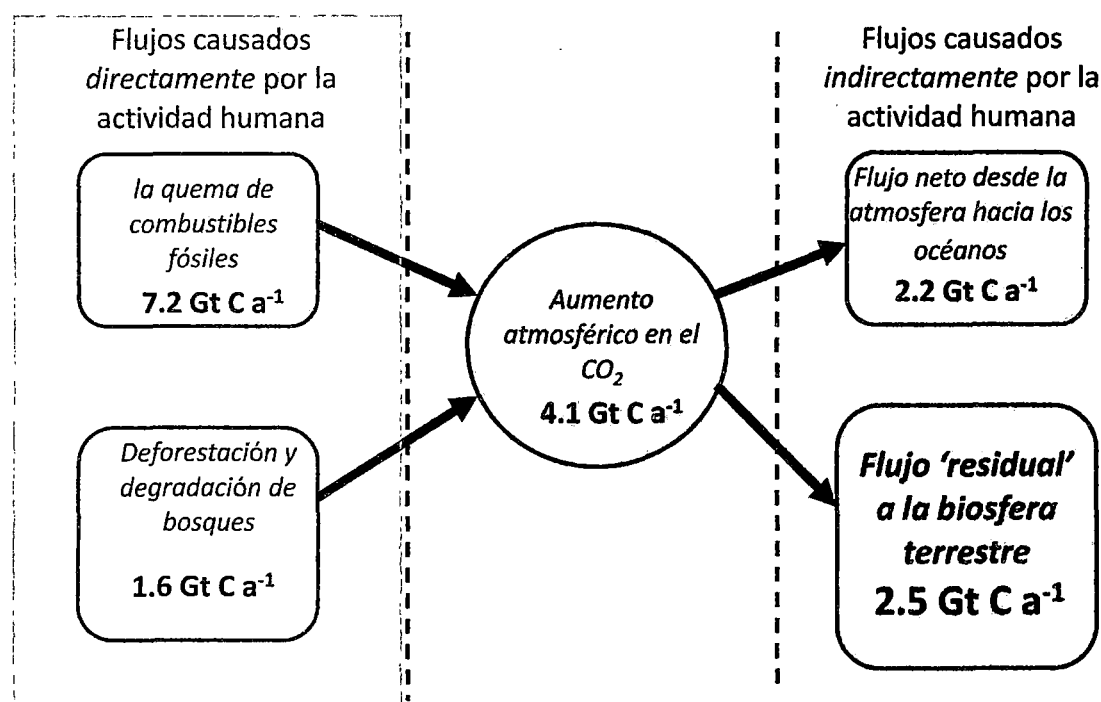 Flujos causados
directamente por la
actividad humana
la quema de
combustibles
fósiles
7.2 Gt C a-1
Deforestación y
degradación de
bosques
1.6 Gt C a-1
Aumento
atmosférico en el
CO2
4.1 Gt C a-1
Flujos causados
indirectamente por la
actividad humana
Flujo neto desde la
atmosfera hacia los
océanos
2.2 Gt C a-1
Flujo ‘residual’
a la biosfera
terrestre
2.5 Gt C a-1